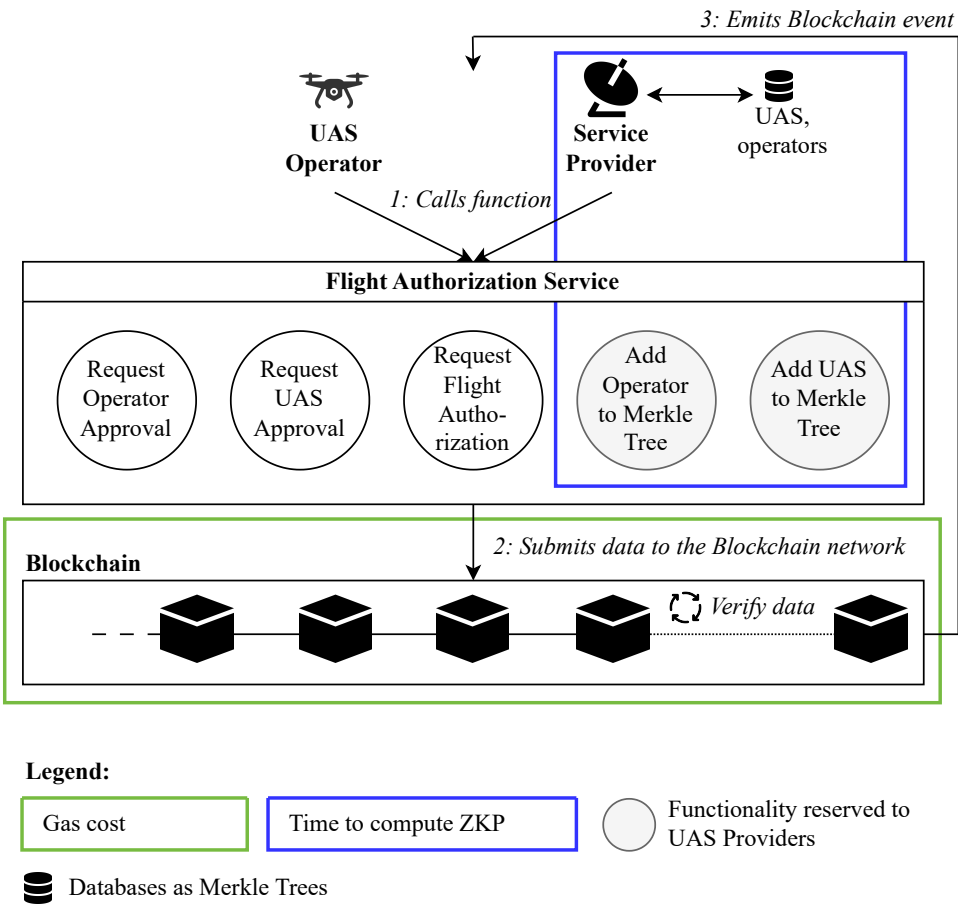 3: Emits Blockchain event
UAS
Operator
Service
Provider
UAS,
operators
1: Calls function
Flight Authorization Service
Request
Operator
Approval
Request
UAS
Approval
Request
Flight
Autho-
rization
Add
Operator
to Merkle
Tree
Add UAS
to Merkle
Tree
2: Submits data to the Blockchain network
Blockchain
Verify data
Legend:
Gas cost
Time to compute ZKP
Functionality reserved to
UAS Providers
Databases as Merkle Trees